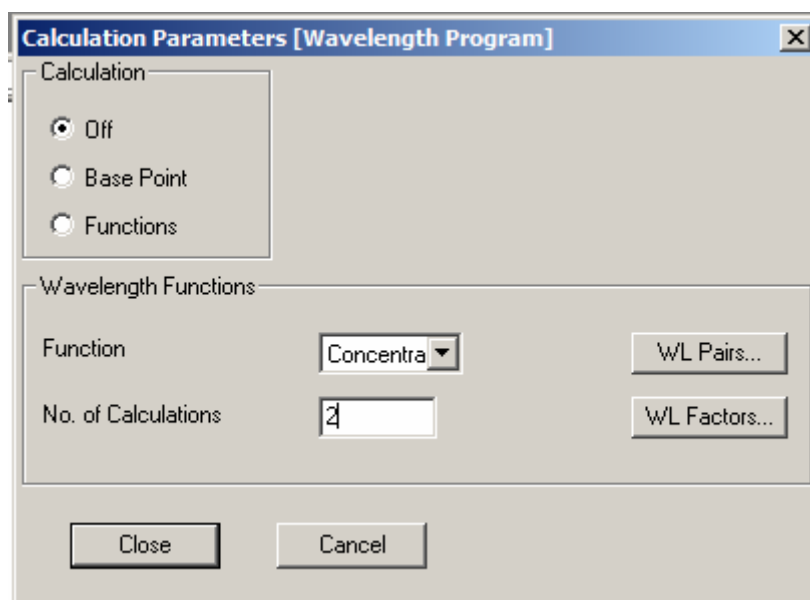 Calculation Parameters [Wavelength Program]
Calculation
Off
Base Point
Functions
Wavelength Functions
Function
Concentra
WL Pairs...
No. of Calculations
2
WL Factors...
Close
Cancel